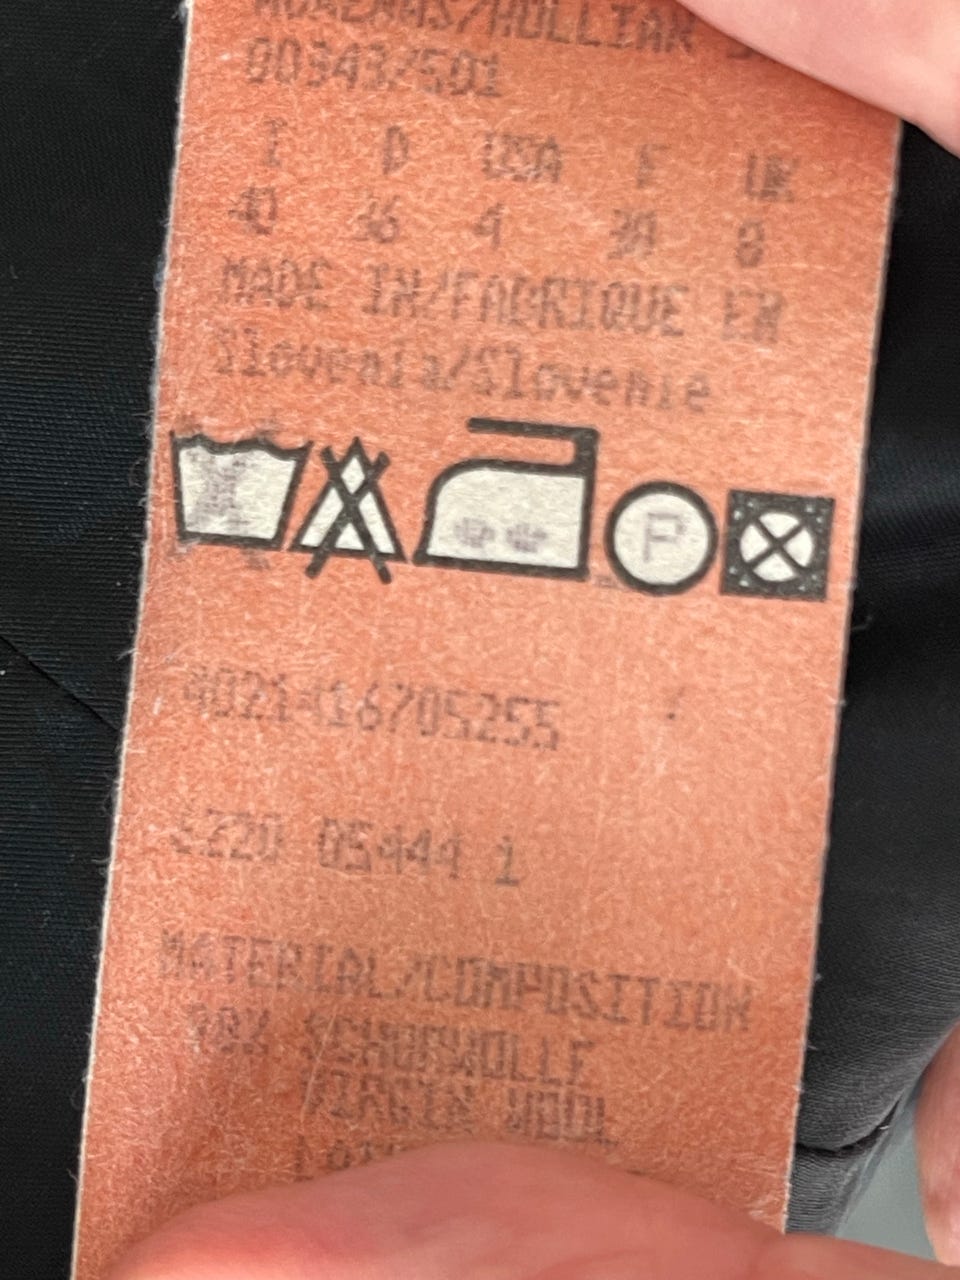 00343/501
I D USA F UK
40 36 4 38 8
MADE IN/FABRIQUE EN
Slovenia/Slovenie
P
4021416705255
05444 1
MATERIAL/COMPOSITION
98% SCHURWOLLE
VIRGIN WOOL